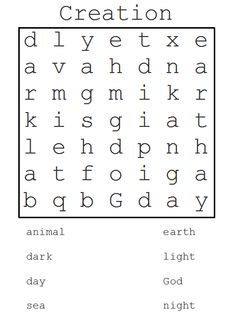 Creation
d l y e t x e
a v a h d n a
r m g m i k r
k i s g i a t
l e h d p n h
a t f o i g a
b q b G d a y
animal earth
dark light
day God
sea night